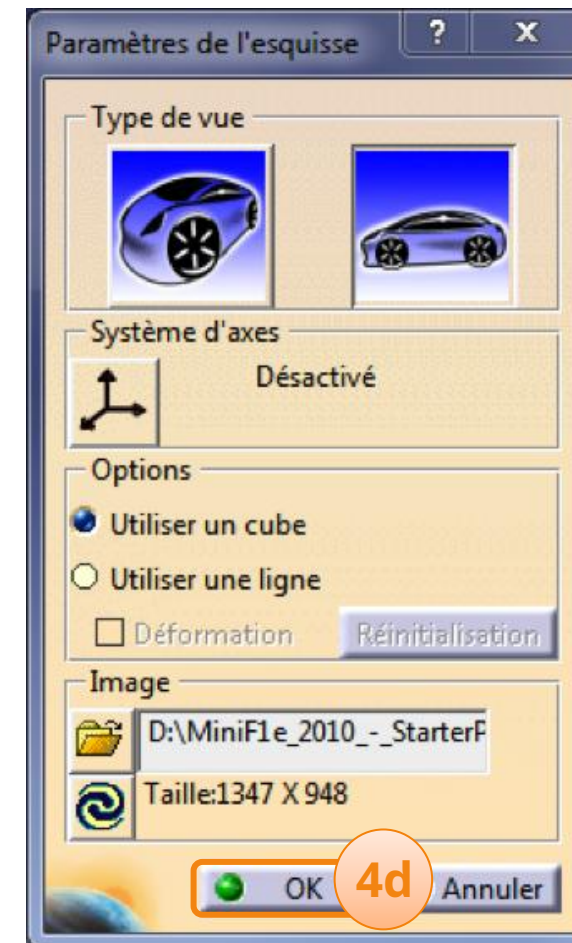 Paramètres de l'esquisse ? x
Type de vue
Système d'axes
Désactivé
Options
Utiliser un cube
Utiliser une ligne
Déformation Réinitialisation
Image
D:\MiniF1e_2010_-_StarterP
Taille:1347 X 948
OK 4d Annuler